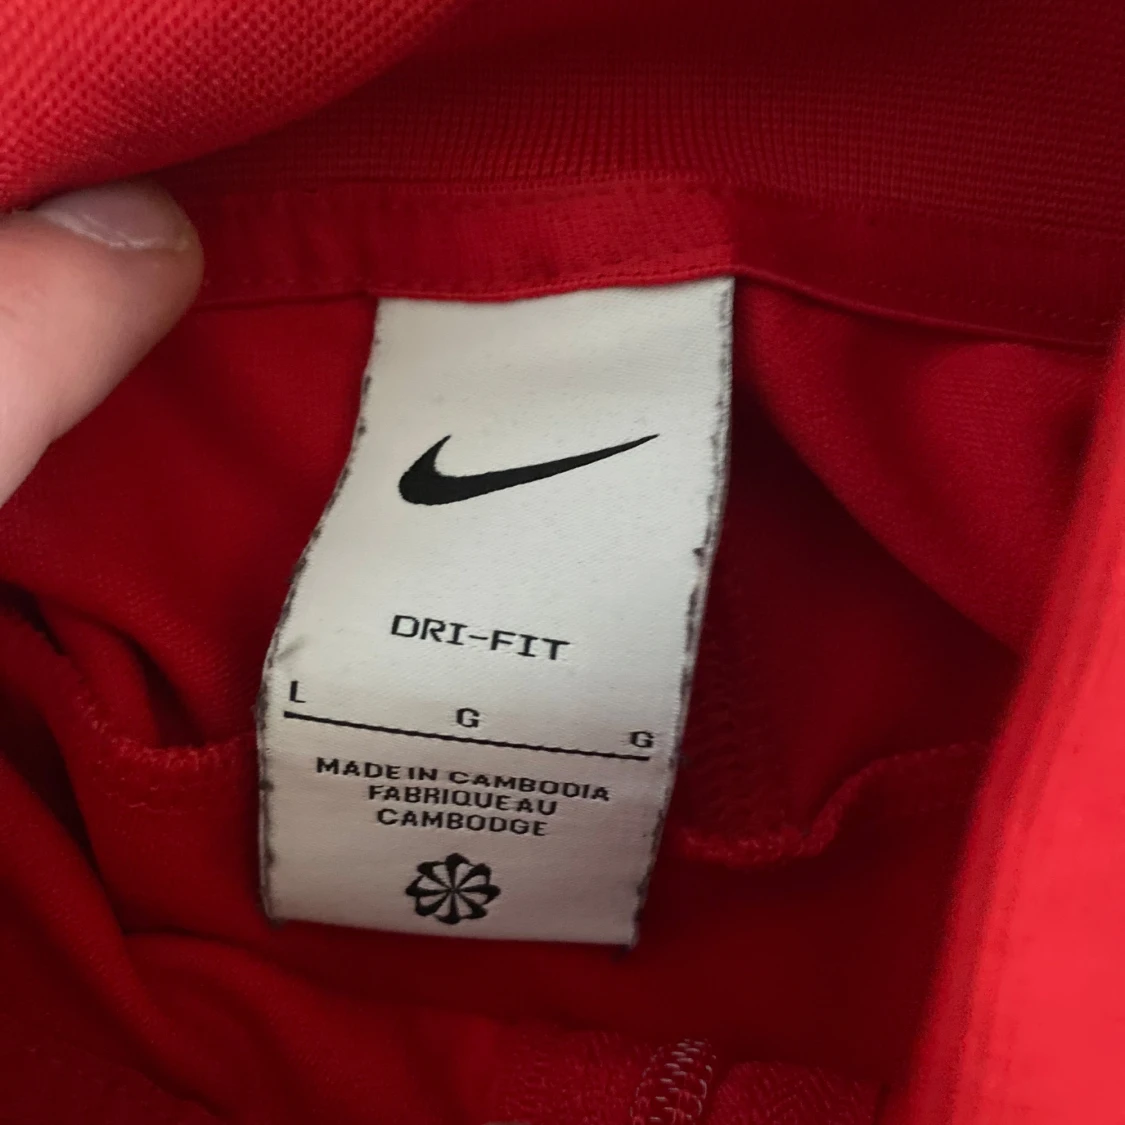 DRI-FIT
L G G
MADE IN CAMBODIA
FABRIQUE AU
CAMBODGE